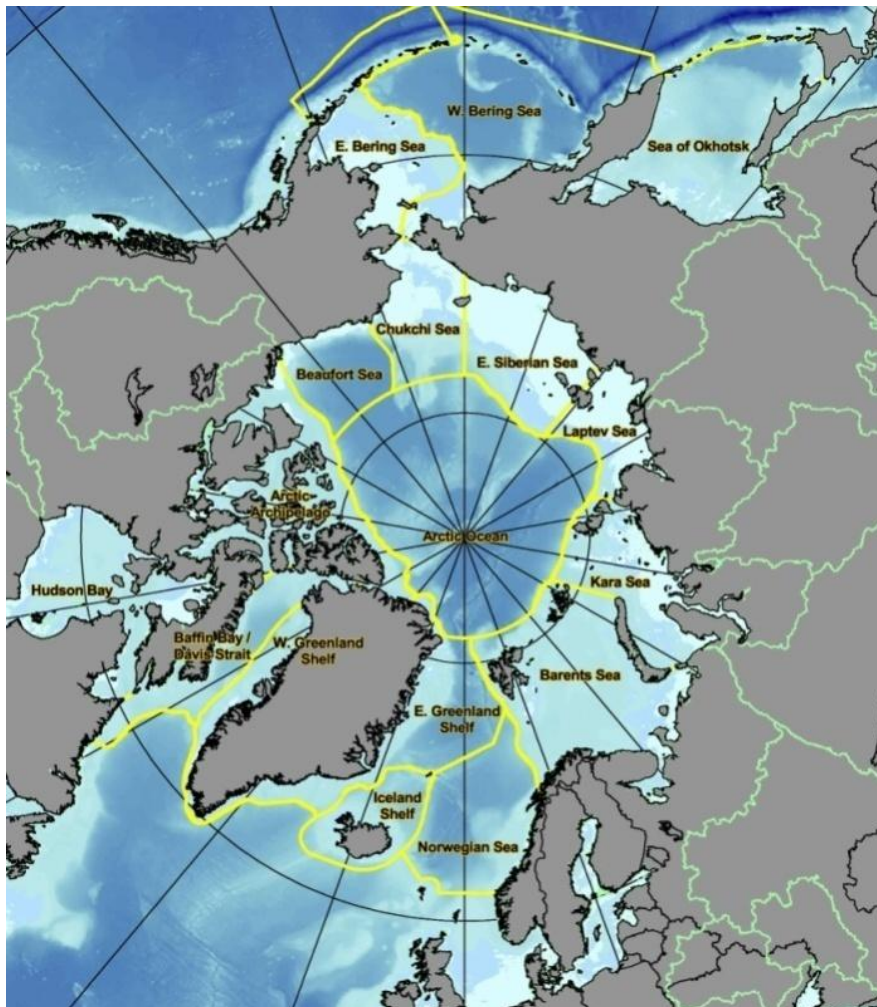 W. Bering Sea
E. Bering Sea
Sea of Okhotsk
Chukchi Sea
E. Siberian Sea
Beaufort Sea
Laptev Sea
Arctic
Archipelago
Arctic Ocean
Hudson Bay
Kara Sea
Baffin Bay /
Davis Strait
W. Greenland
Shelf
Barents Sea
E. Greenland
Shelf
Iceland
Shelf
Norwegian Sea